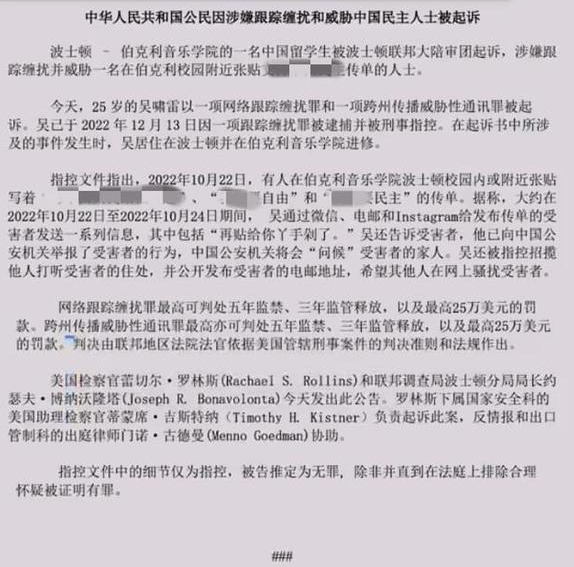 中华人民共和国公民因涉嫌跟踪缠扰和威胁中国民主人士被起诉
波士顿 – 伯克利音乐学院的一名中国留学生被波士顿联邦大陪审团起诉，涉嫌跟
踪缠扰并威胁一名在伯克利校园附近张贴 传单的人士。
今天，25 岁的吴啸雷以一项网络跟踪缠扰罪和一项跨州传播威胁性通讯罪被起
诉。吴已于 2022 年 12 月 13 日因一项跟踪缠扰罪被逮捕并被刑事指控。在起诉书中所涉
及的事件发生时，吴居住在波士顿并在伯克利音乐学院进修。
指控文件指出，2022年10月22日，有人在伯克利音乐学院波士顿校园内或附近张贴
写着 、“ 自由”和“ 民主”的传单。据称，大约在
2022年10月22日至2022年10月24日期间， 吴通过微信、电邮和Instagram给发布传单的受
害者发送一系列信息，其中包括“再贴给你丫手剁了。”吴还告诉受害者，他已向中国公
安机关举报了受害者的行为，中国公安机关将会“问候”受害者的家人。吴还被指控招揽
他人打听受害者的住处，并公开发布受害者的电邮地址，希望其他人在网上骚扰受害者。
网络跟踪缠扰罪最高可判处五年监禁、三年监管释放，以及最高25万美元的罚
款。跨州传播威胁性通讯罪最高亦可判处五年监禁、三年监管释放，以及最高25万美元
的罚款。判决由联邦地区法院法官依据美国管辖刑事案件的判决准则和法规作出。
美国检察官蕾切尔·罗林斯(Rachael S. Rollins)和联邦调查局波士顿分局局长约
瑟夫·博纳沃隆塔(Joseph R. Bonavolonta)今天发出此公告。罗林斯下属国家安全科的
美国助理检察官蒂蒙席·吉斯特纳（Timothy H. Kistner）负责起诉此案，反情报和出口
管制科的出庭律师门诺·古德曼(Menno Goedman)协助。
指控文件中的细节仅为指控，被告推定为无罪，除非并直到在法庭上排除合理
怀疑被证明有罪。
###